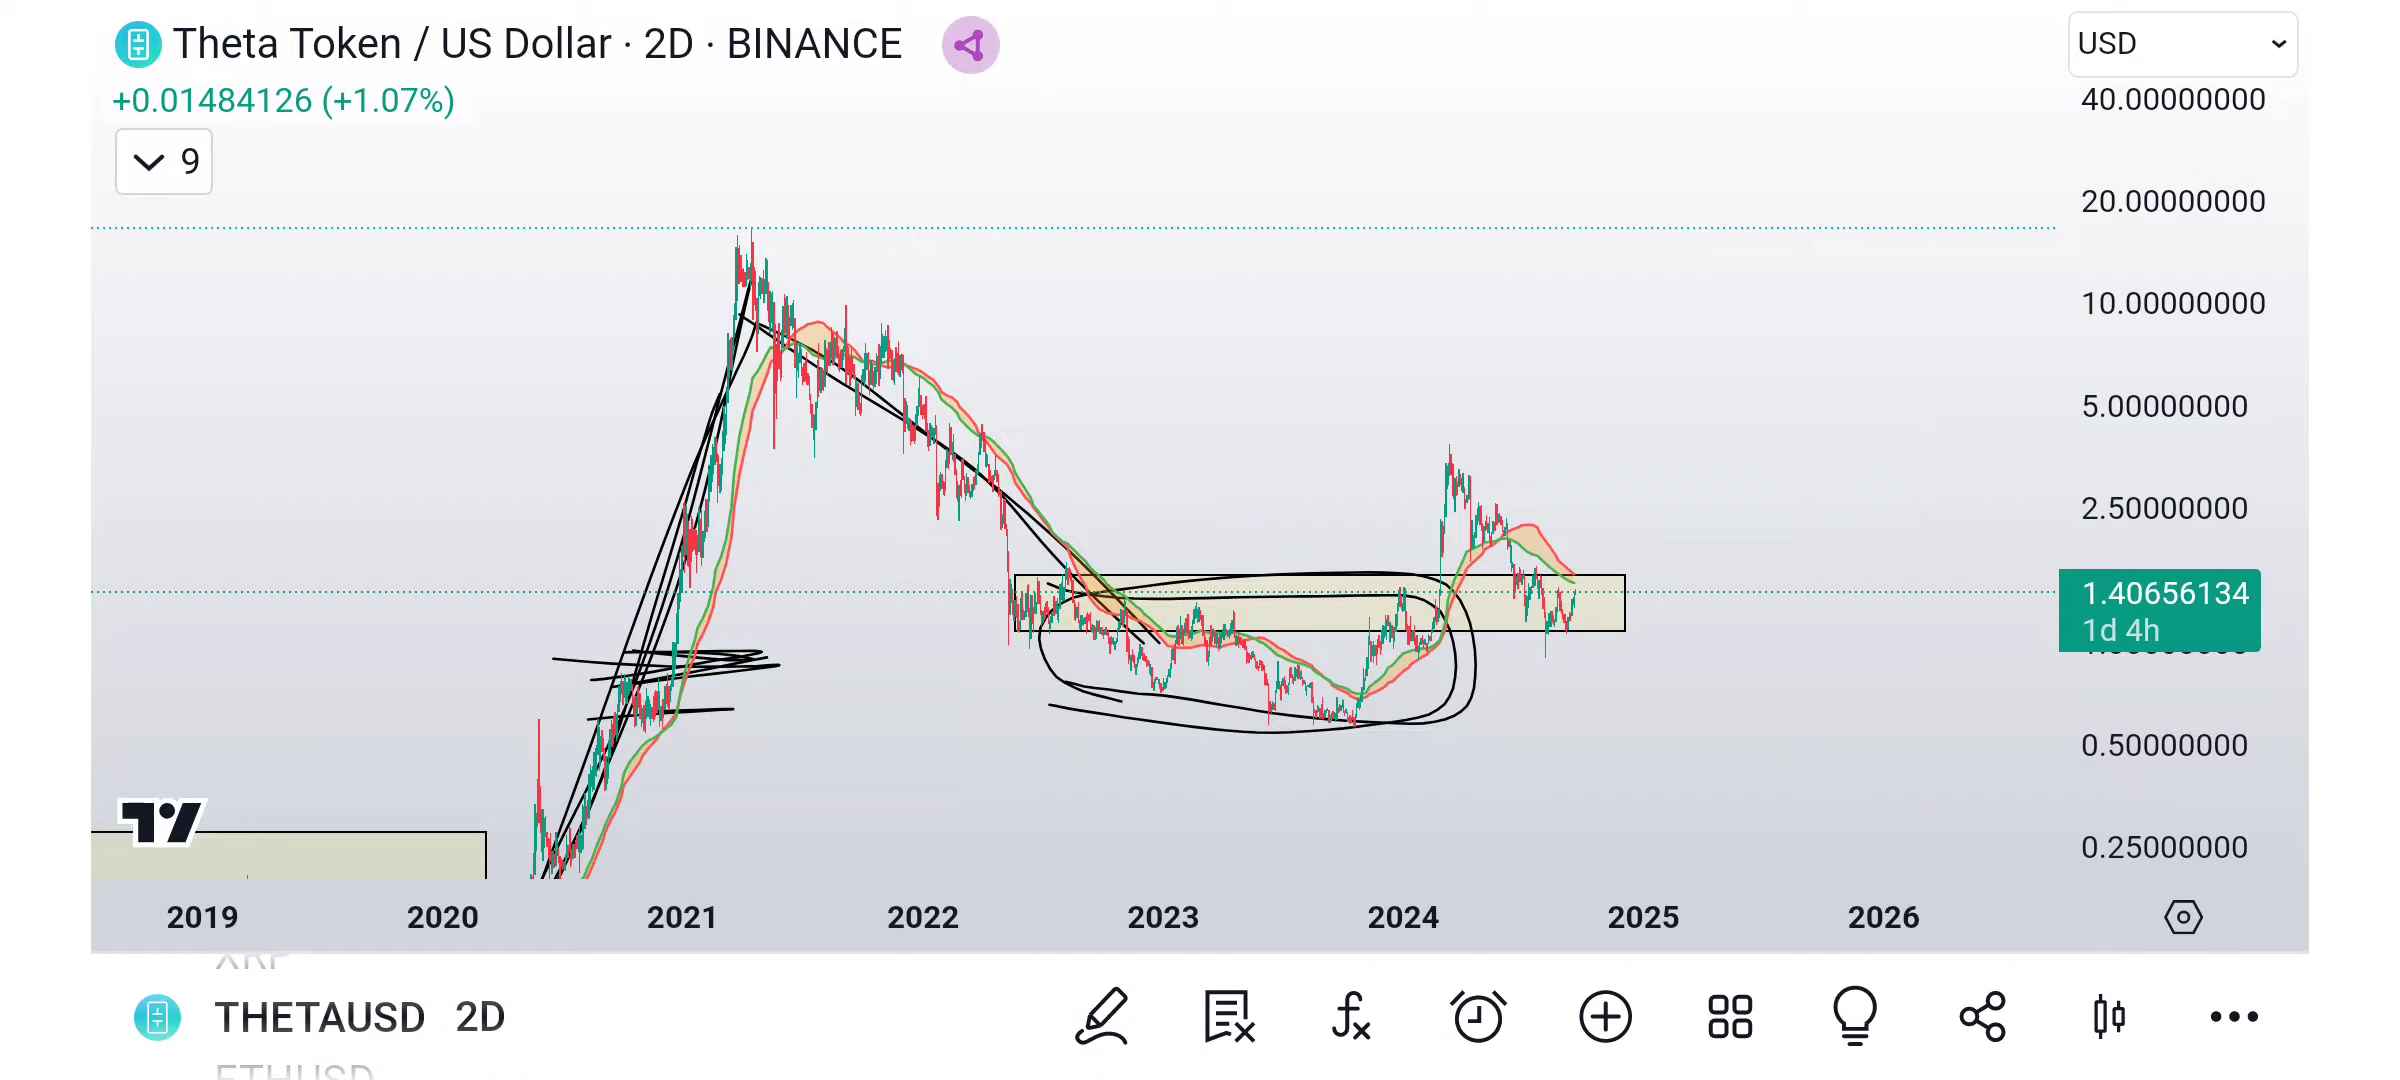 Theta Token / US Dollar · 2D · BINANCE
USD
+0.01484126 (+1.07%)
9
40.00000000
20.00000000
10.00000000
5.00000000
2.50000000
1.40656134
1d 4h
0.50000000
0.25000000
2019 2020 2021 2022 2023 2024 2025 2026
XRP
THETAUSD 2D
ETHUSD